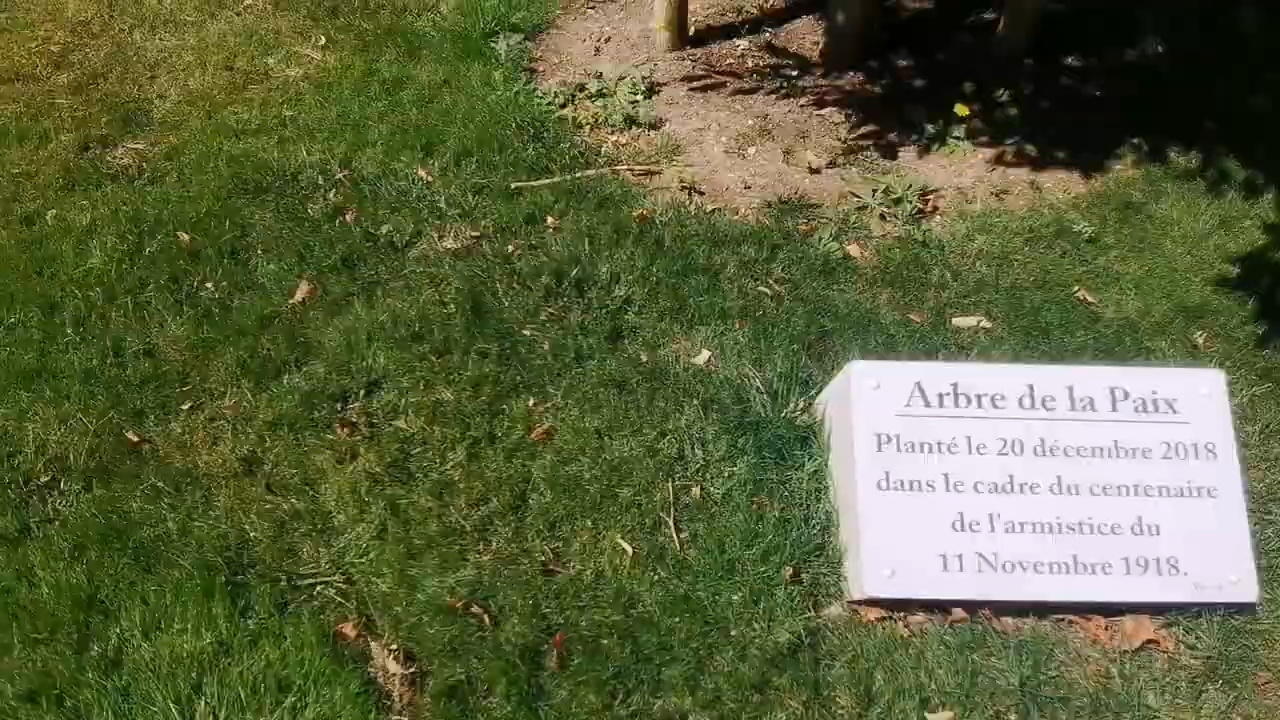 Arbre de la Paix
Planté le 20 décembre 2018
dans le cadre du centenaire
de l'armistice du
11 Novembre 1918.